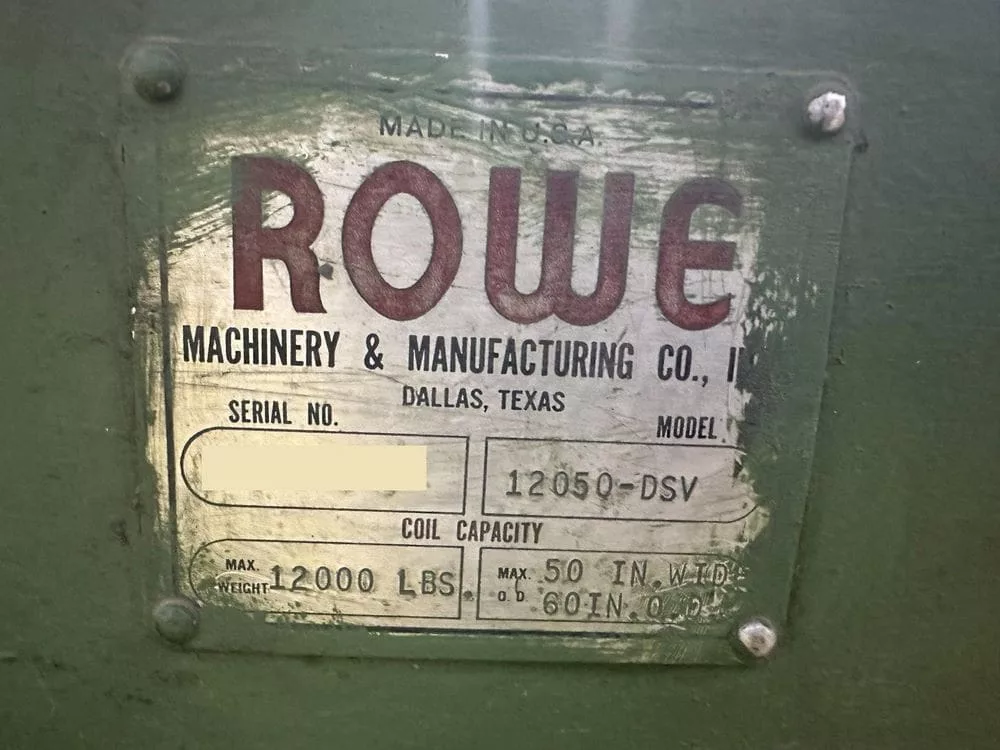 MADE IN U.S.A.
ROWE
MACHINERY & MANUFACTURING CO.,
DALLAS, TEXAS
SERIAL NO.
MODEL
12050-DSV
COIL CAPACITY
MAX. WEIGHT 12000 LBS.
MAX. O.D. 50 IN. WIDE
60 IN. O.D.